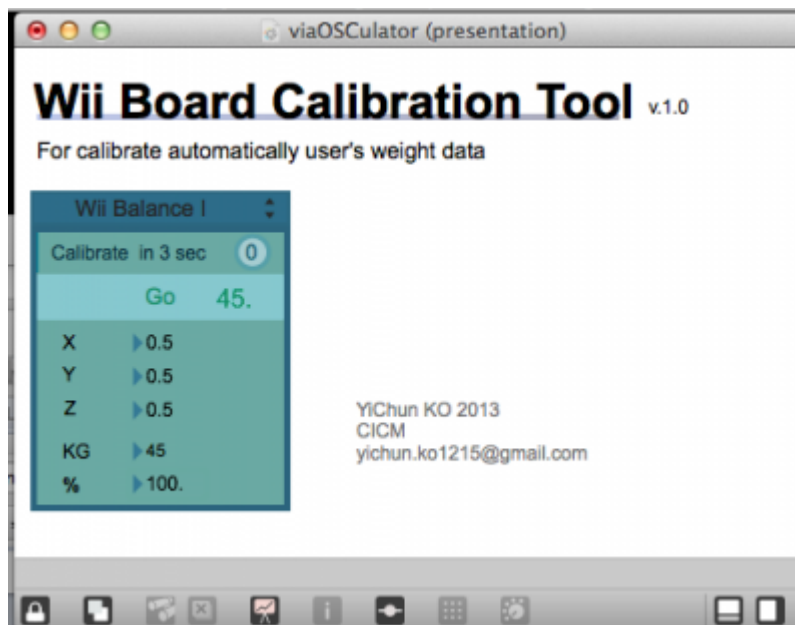 viaOSCulator (presentation)
Wii Board Calibration Tool v.1.0
For calibrate automatically user's weight data
Wii Balance I
Calibrate in 3 sec 0
Go 45.
X 0.5
Y 0.5
Z 0.5
KG 45
% 100.
YiChun KO 2013
CICM
yichun.ko1215@gmail.com